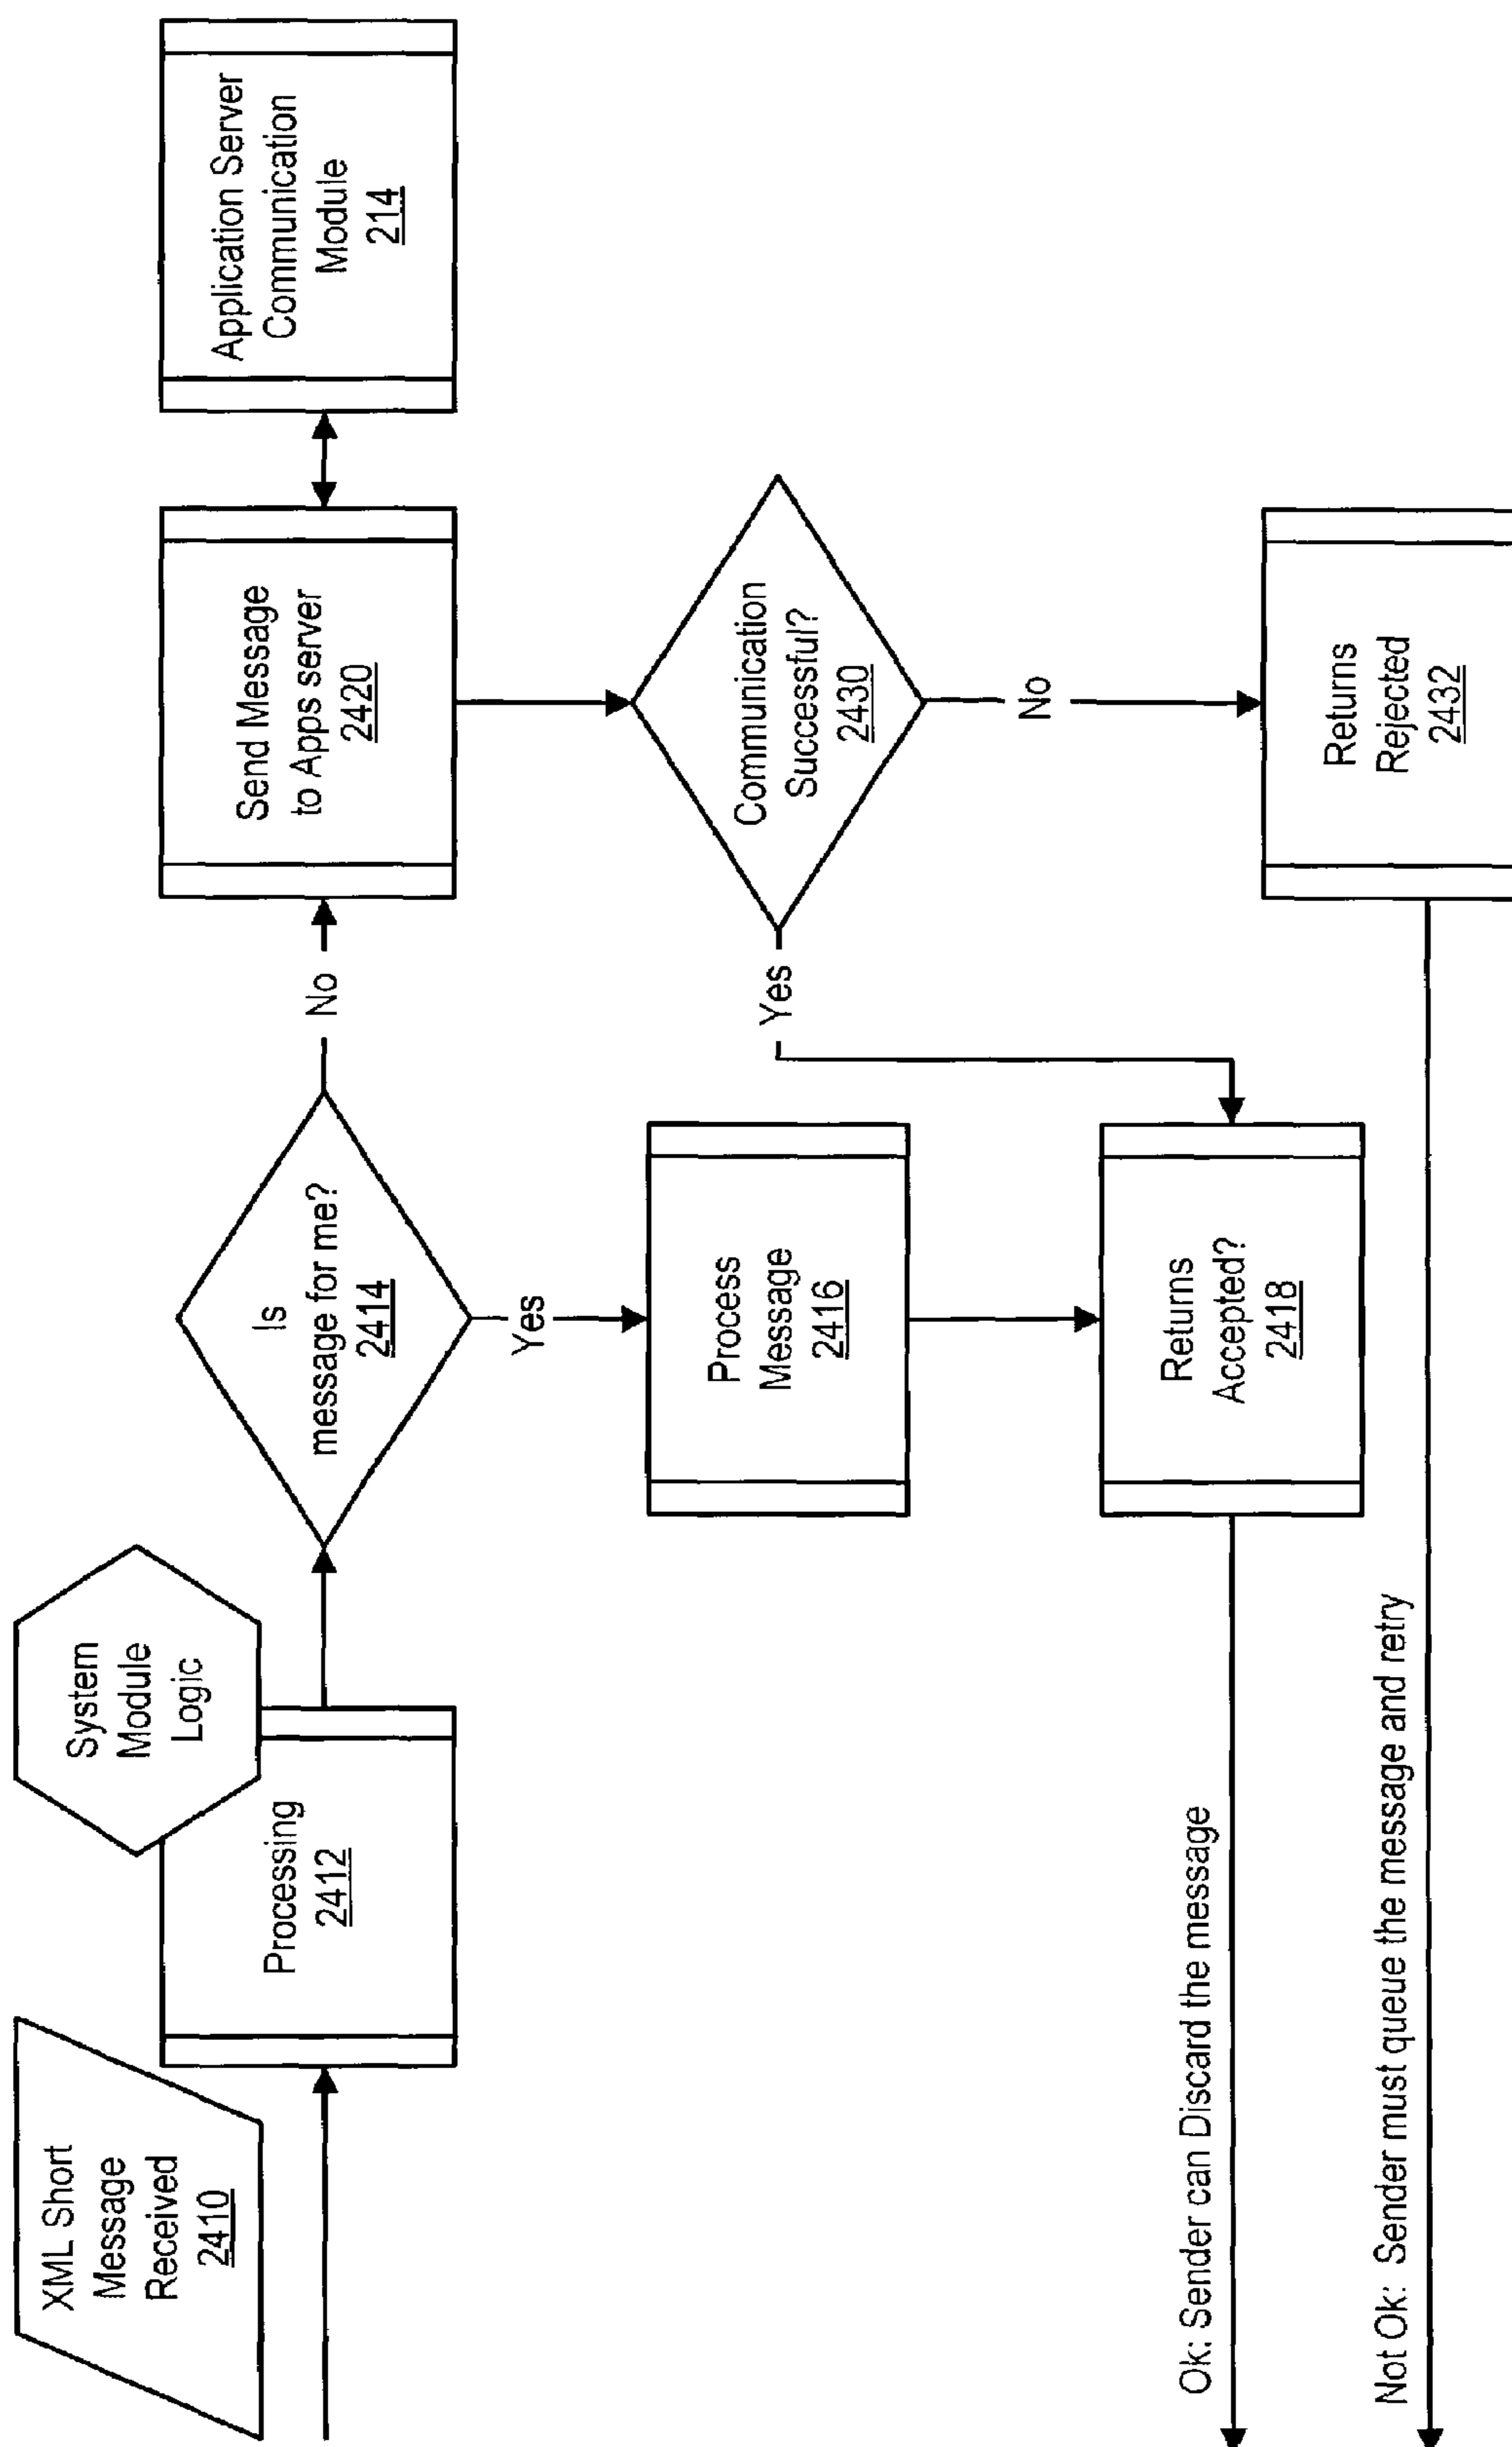 XML Short
Message
Received
2410
System
Module
Logic
Processing
2412
Is
message for me?
2414
No
Send Message
to Apps server
2420
Application Server
Communication
Module
214
Yes
Process
Message
2416
Communication
Successful?
2430
Yes
No
Returns
Accepted?
2418
Returns
Rejected
2432
Ok: Sender can Discard the message
Not Ok: Sender must queue the message and retry